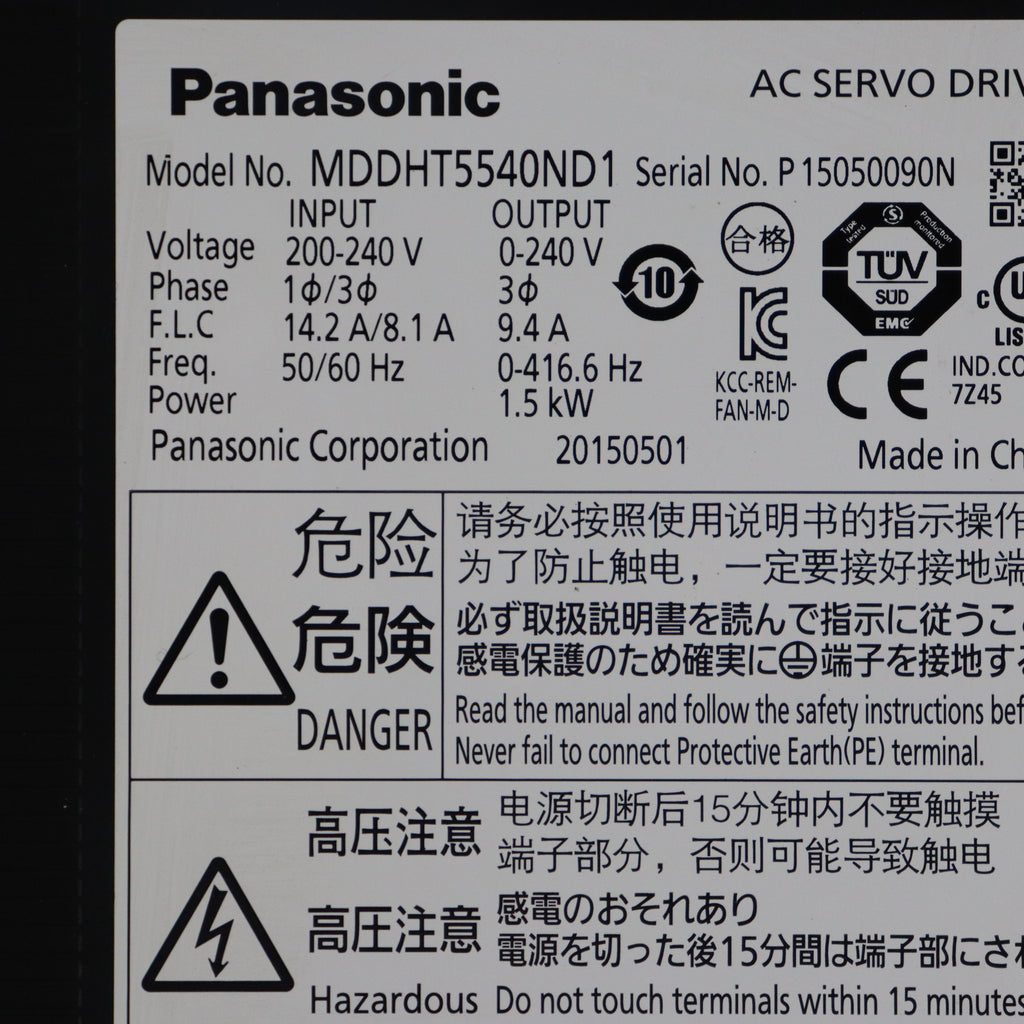 Panasonic
AC SERVO DRIV
Model No. MDDHT5540ND1 Serial No. P15050090N
INPUT OUTPUT
Voltage 200-240 V 0-240 V
Phase 1ϕ/3ϕ 3ϕ
F.L.C 14.2 A/8.1 A 9.4 A
Freq. 50/60 Hz 0-416.6 Hz
Power 1.5 kW
10
合格
KCC-REM-
FAN-M-D
Type tested
Production monitored
TÜV
SÜD
EMC
CE
C U
LIS
IND.CO
7Z45
Panasonic Corporation 20150501 Made in Ch
危险
危険
DANGER
请务必按照使用说明书的指示操作
为了防止触电，一定要接好接地端
必ず取扱説明書を読んで指示に従うこ
感電保護のため確実に⏚端子を接地す
Read the manual and follow the safety instructions bef
Never fail to connect Protective Earth(PE) terminal.
高压注意
电源切断后15分钟内不要触摸
端子部分，否则可能导致触电
高圧注意
感電のおそれあり
電源を切った後15分間は端子部にさ
Hazardous Do not touch terminals within 15 minutes